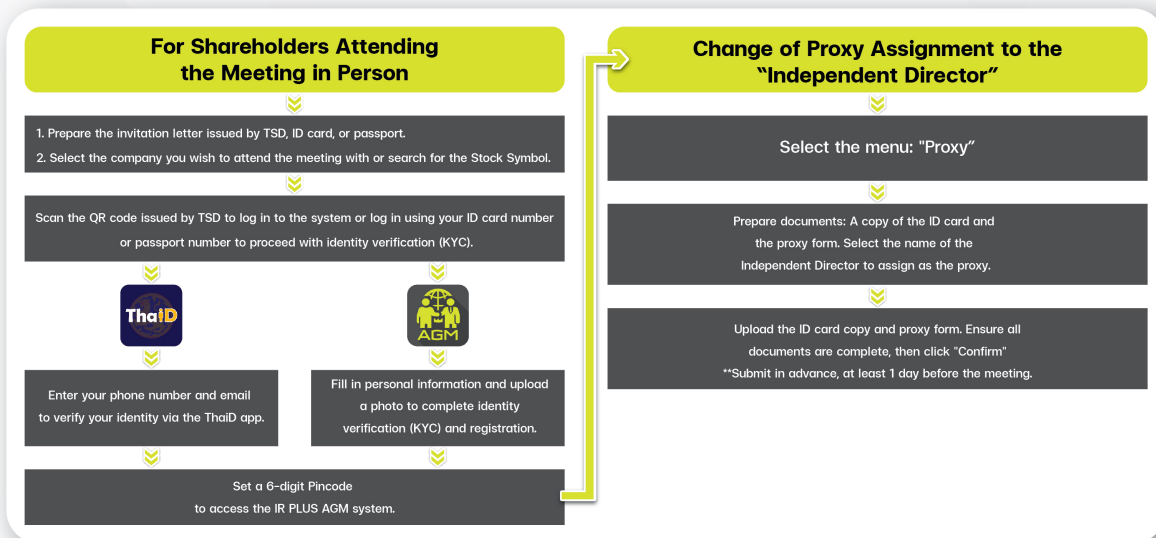 For Shareholders Attending
the Meeting in Person
1. Prepare the invitation letter issued by TSD, ID card, or passport.
2. Select the company you wish to attend the meeting with or search for the Stock Symbol.
Scan the QR code issued by TSD to log in to the system or log in using your ID card number
or passport number to proceed with identity verification (KYC).
ThaiD
AGM
Enter your phone number and email
to verify your identity via the ThaiD app.
Fill in personal information and upload
a photo to complete identity
verification (KYC) and registration.
Set a 6-digit Pincode
to access the IR PLUS AGM system.
Change of Proxy Assignment to the
“Independent Director”
Select the menu: "Proxy”
Prepare documents: A copy of the ID card and
the proxy form. Select the name of the
Independent Director to assign as the proxy.
Upload the ID card copy and proxy form. Ensure all
documents are complete, then click "Confirm"
**Submit in advance, at least 1 day before the meeting.